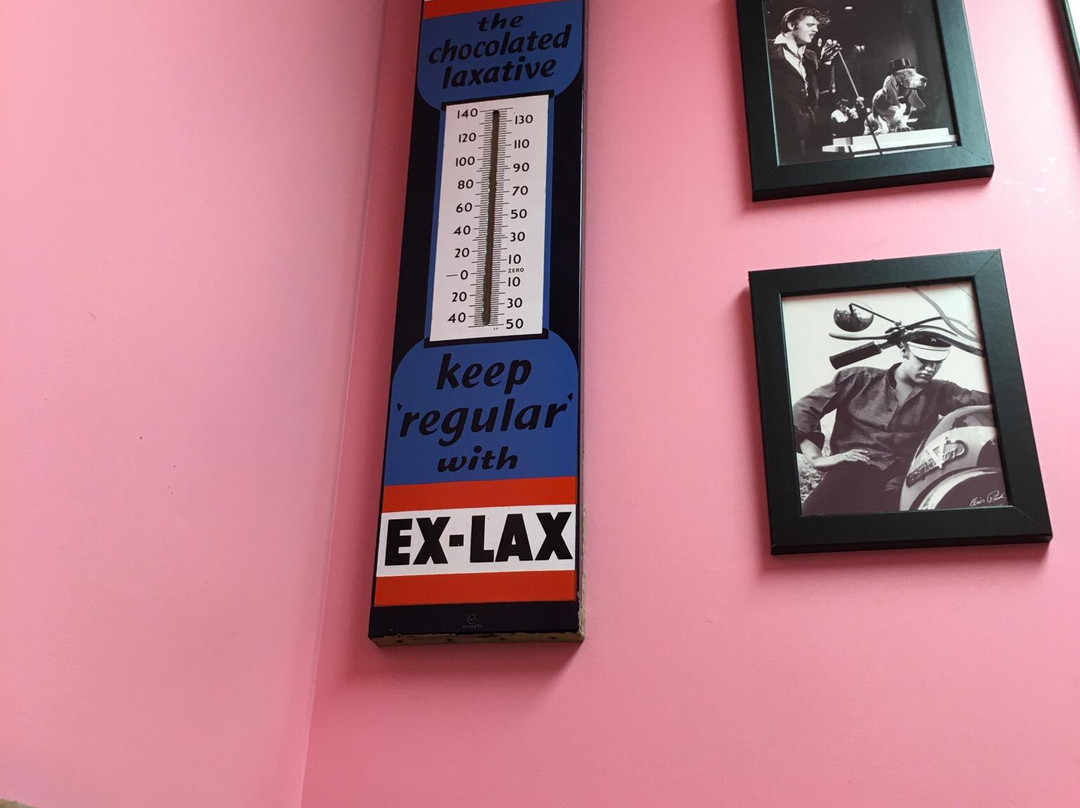 the
chocolated
laxative
140 130
120 110
100 90
80 70
60 50
40 30
20 10
0 ZERO
10
20 30
40 50
keep
'regular'
with
EX-LAX